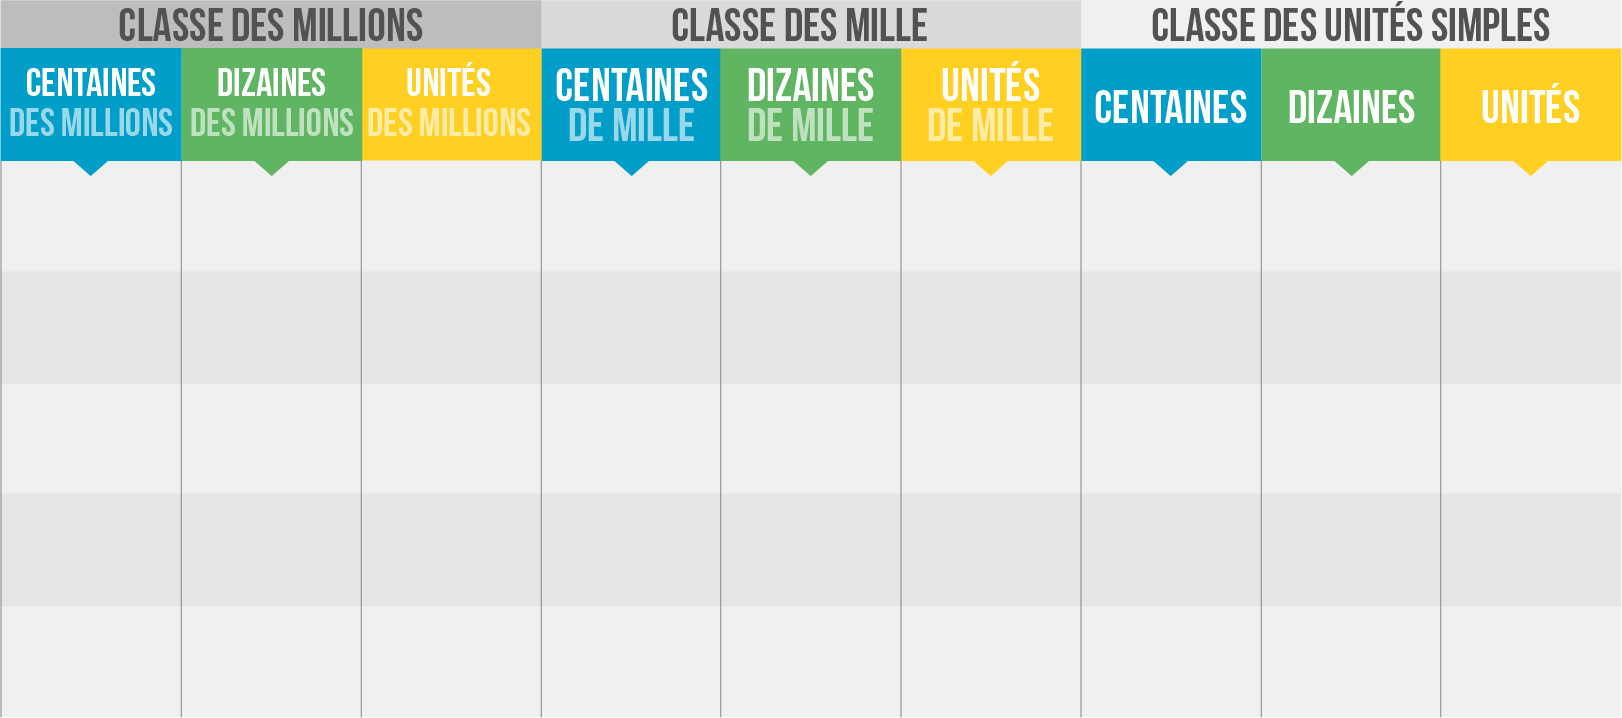 CLASSE DES MILLIONS
CLASSE DES MILLE
CLASSE DES UNITÉS SIMPLES
CENTAINES
DES MILLIONS
DIZAINES
DES MILLIONS
UNITÉS
DES MILLIONS
CENTAINES
DE MILLE
DIZAINES
DE MILLE
UNITÉS
DE MILLE
CENTAINES
DIZAINES
UNITÉS